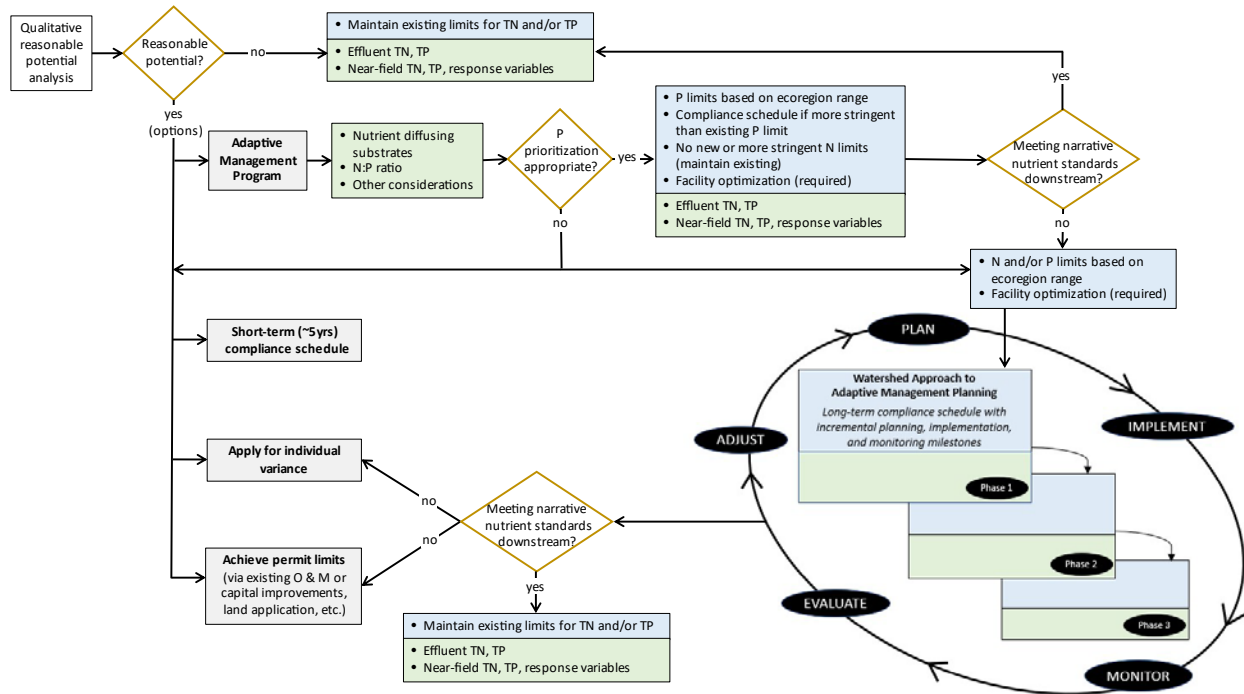 Qualitative
reasonable
potential
analysis
Reasonable
potential?
no
• Maintain existing limits for TN and/or TP
• Effluent TN, TP
• Near-field TN, TP, response variables
yes
yes
(options)
Adaptive
Management
Program
• Nutrient diffusing
substrates
• N:P ratio
• Other considerations
P
prioritization
appropriate?
yes
• P limits based on ecoregion range
• Compliance schedule if more stringent
than existing P limit
• No new or more stringent N limits
(maintain existing)
• Facility optimization (required)
• Effluent TN, TP
• Near-field TN, TP, response variables
Meeting narrative
nutrient standards
downstream?
no
no
• N and/or P limits based on
ecoregion range
• Facility optimization (required)
Short-term (~5yrs)
compliance schedule
Apply for individual
variance
Achieve permit limits
(via existing O & M or
capital improvements,
land application, etc.)
no
no
Meeting narrative
nutrient standards
downstream?
yes
• Maintain existing limits for TN and/or TP
• Effluent TN, TP
• Near-field TN, TP, response variables
PLAN
IMPLEMENT
MONITOR
EVALUATE
ADJUST
Watershed Approach to
Adaptive Management Planning
Long-term compliance schedule with
incremental planning, implementation,
and monitoring milestones
Phase 1
Phase 2
Phase 3